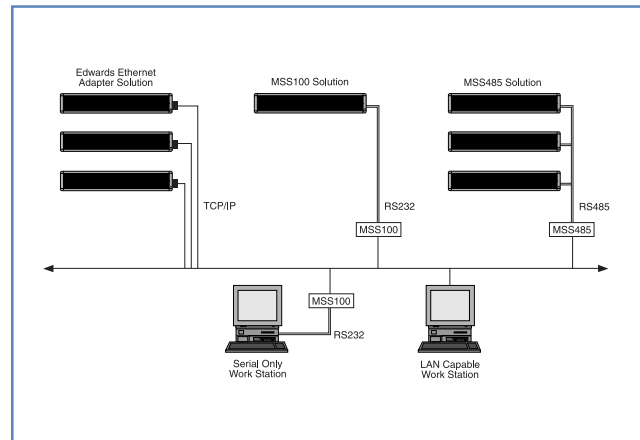 Edwards Ethernet
Adapter Solution
MSS100 Solution
MSS485 Solution
TCP/IP
RS232
RS485
MSS100
MSS485
MSS100
RS232
Serial Only
Work Station
LAN Capable
Work Station